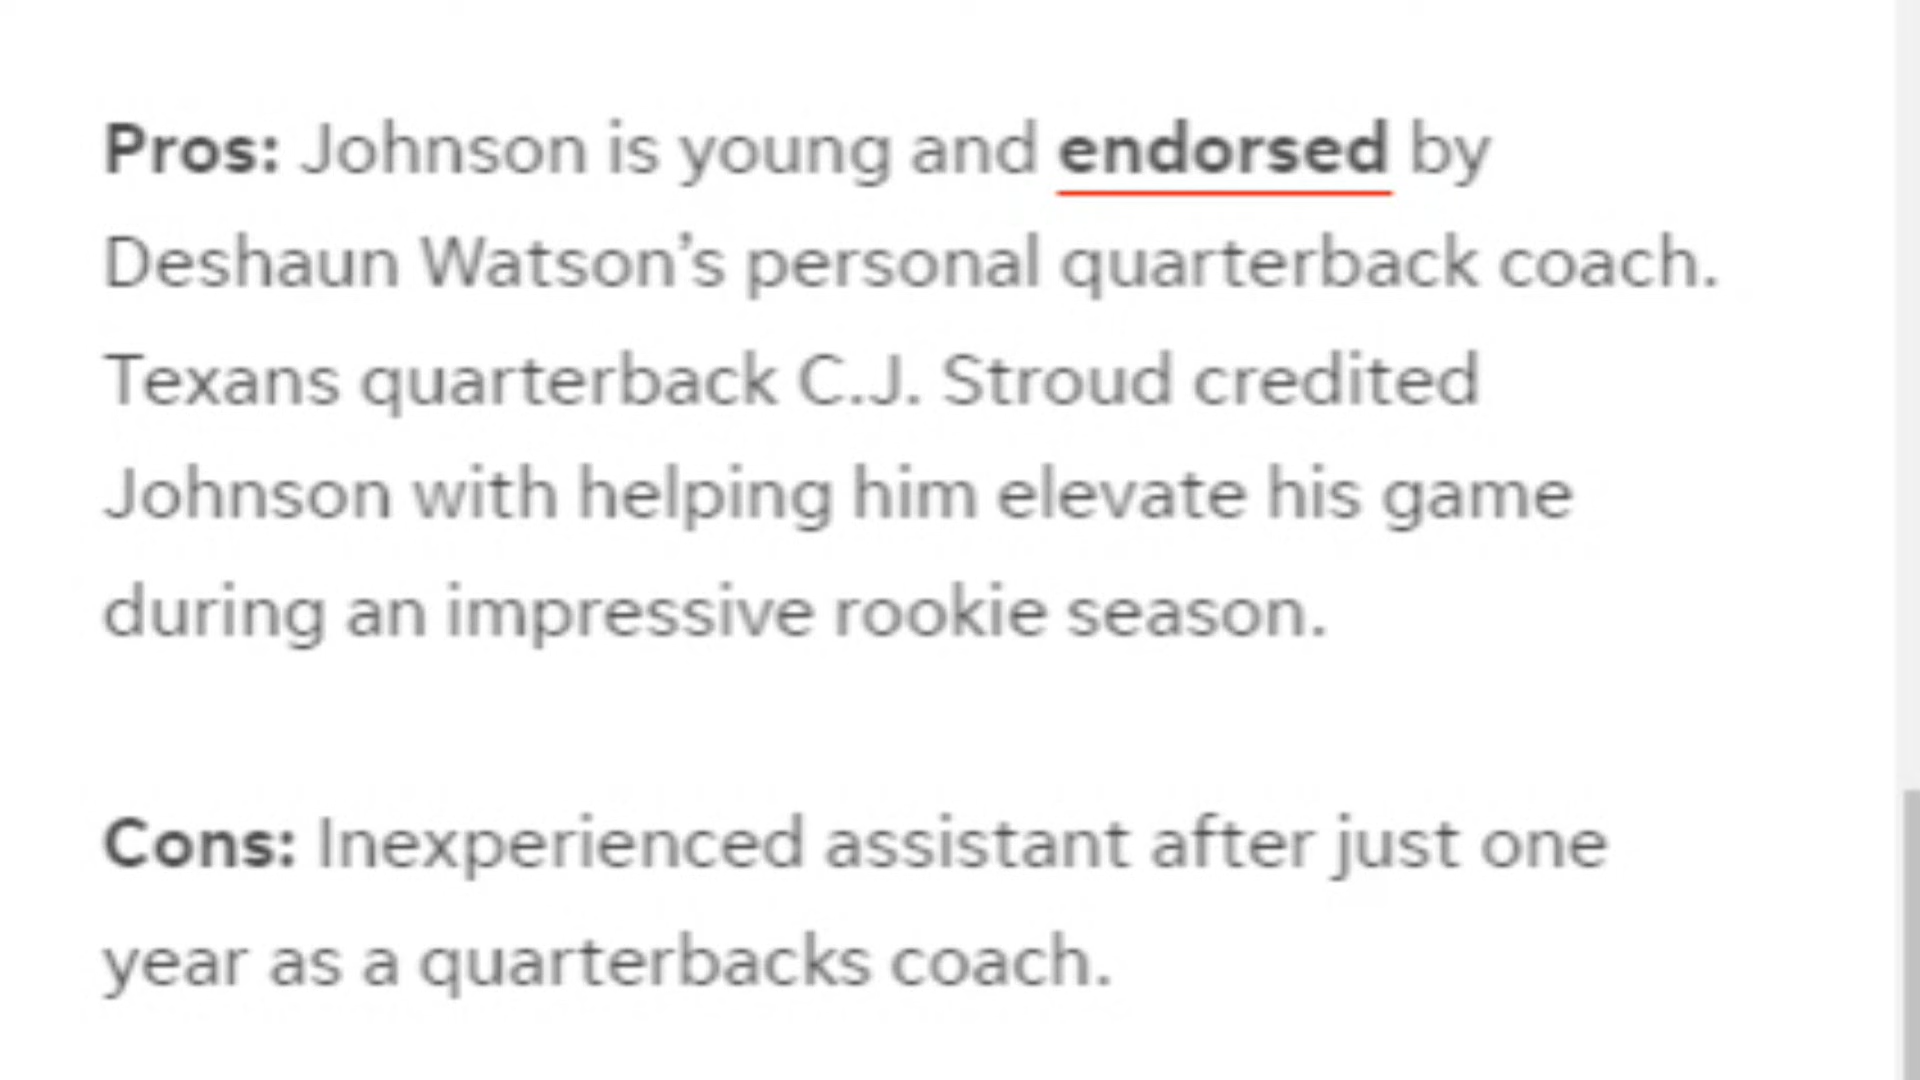 Pros: Johnson is young and endorsed by
Deshaun Watson’s personal quarterback coach.
Texans quarterback C.J. Stroud credited
Johnson with helping him elevate his game
during an impressive rookie season.
Cons: Inexperienced assistant after just one
year as a quarterbacks coach.